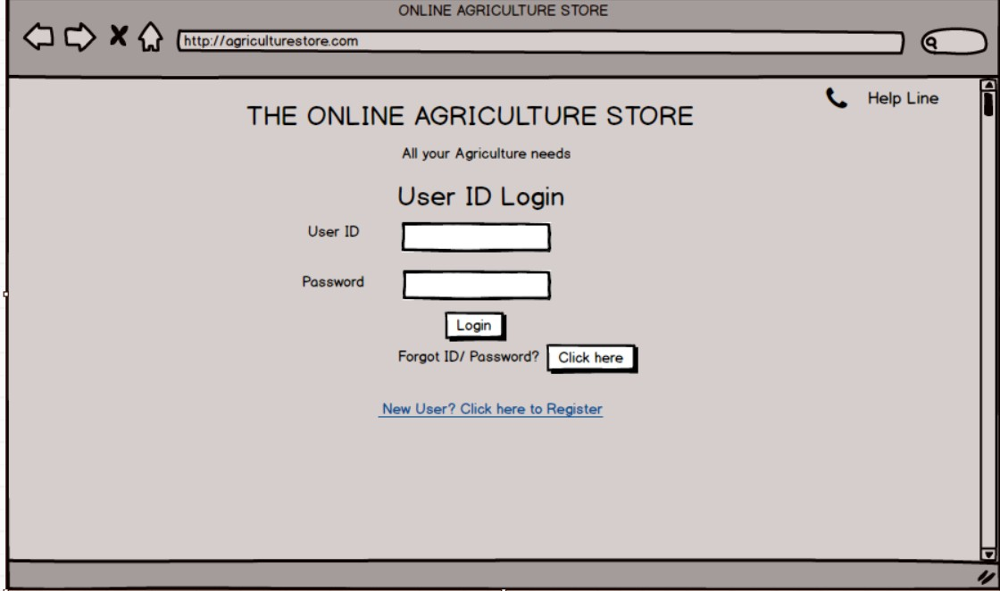 ONLINE AGRICULTURE STORE
http://agriculturestore.com
Help Line
THE ONLINE AGRICULTURE STORE
All your Agriculture needs
User ID Login
User ID
Password
Login
Forgot ID/ Password? Click here
New User? Click here to Register